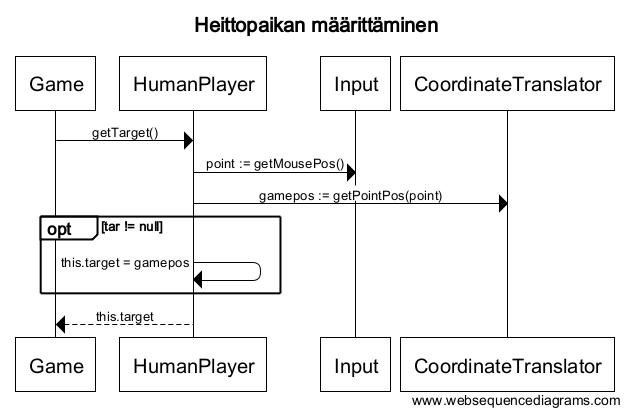 Heittopaikan määrittäminen
Game HumanPlayer Input CoordinateTranslator
getTarget()
point := getMousePos()
gamepos := getPointPos(point)
opt [tar != null]
this.target = gamepos
this.target
Game HumanPlayer Input CoordinateTranslator
www.websequencediagrams.com